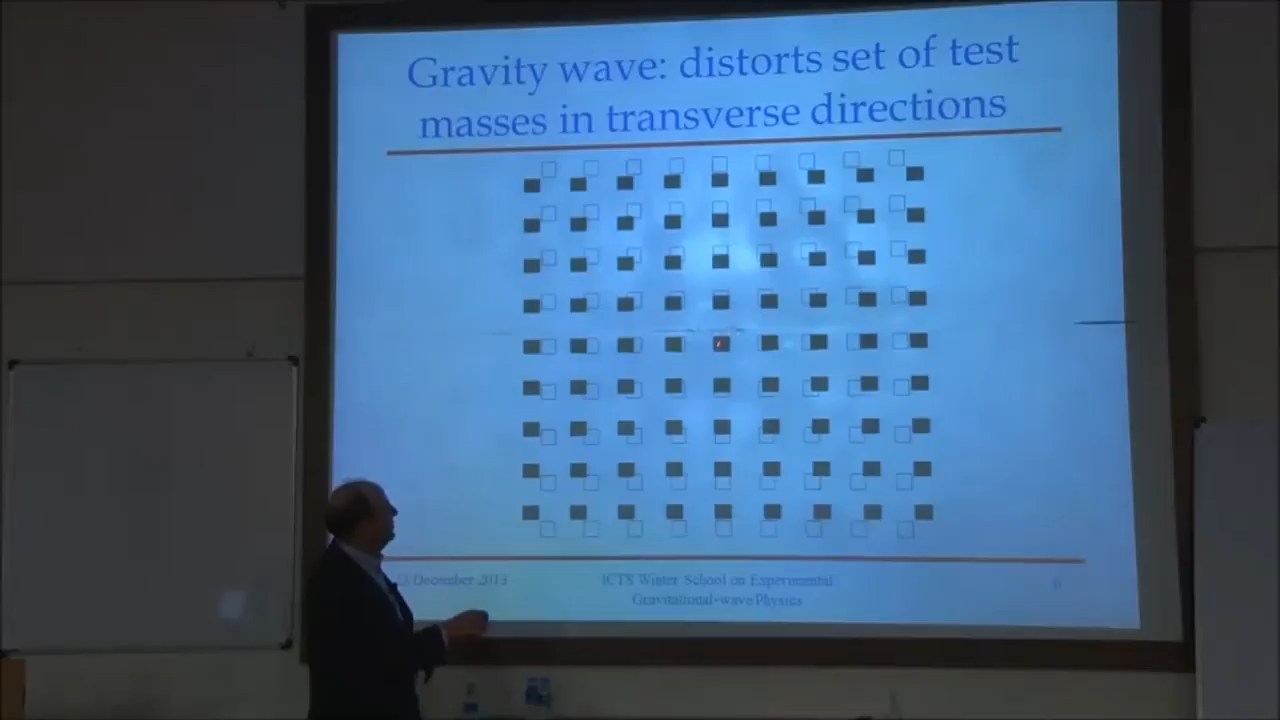 Gravity wave: distorts set of test
masses in transverse directions
December 2013
ICTS Winter School on Experimental
Gravitational-wave Physics